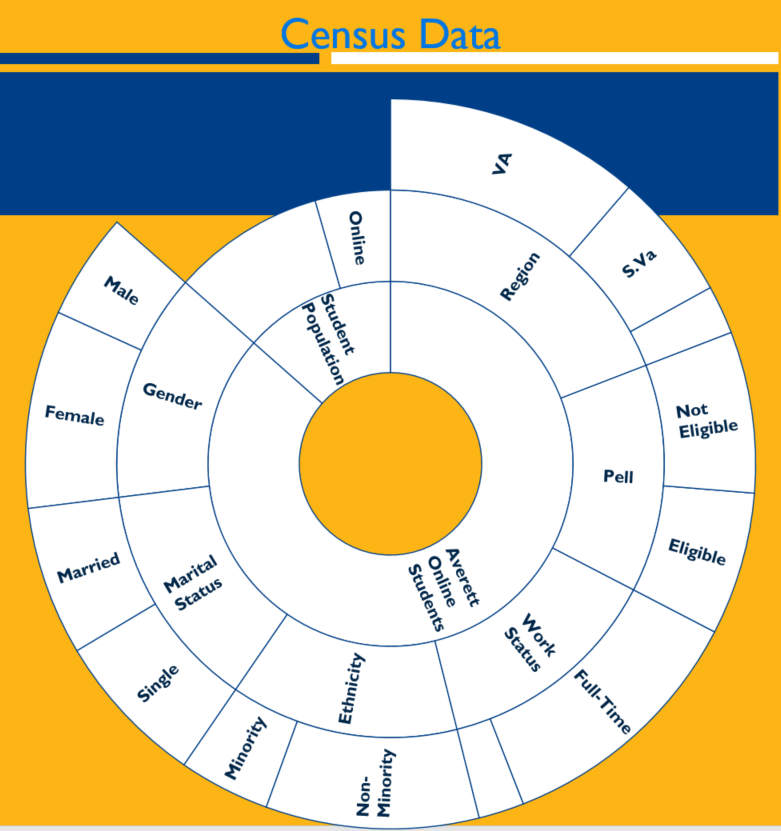 Census Data
VA
S.Va
Region
Online
Student
Population
Male
Gender
Female
Not
Eligible
Pell
Eligible
Married
Marital
Status
Single
Averett
Online
Students
Work
Status
Full-Time
Ethnicity
Minority
Non-
Minority